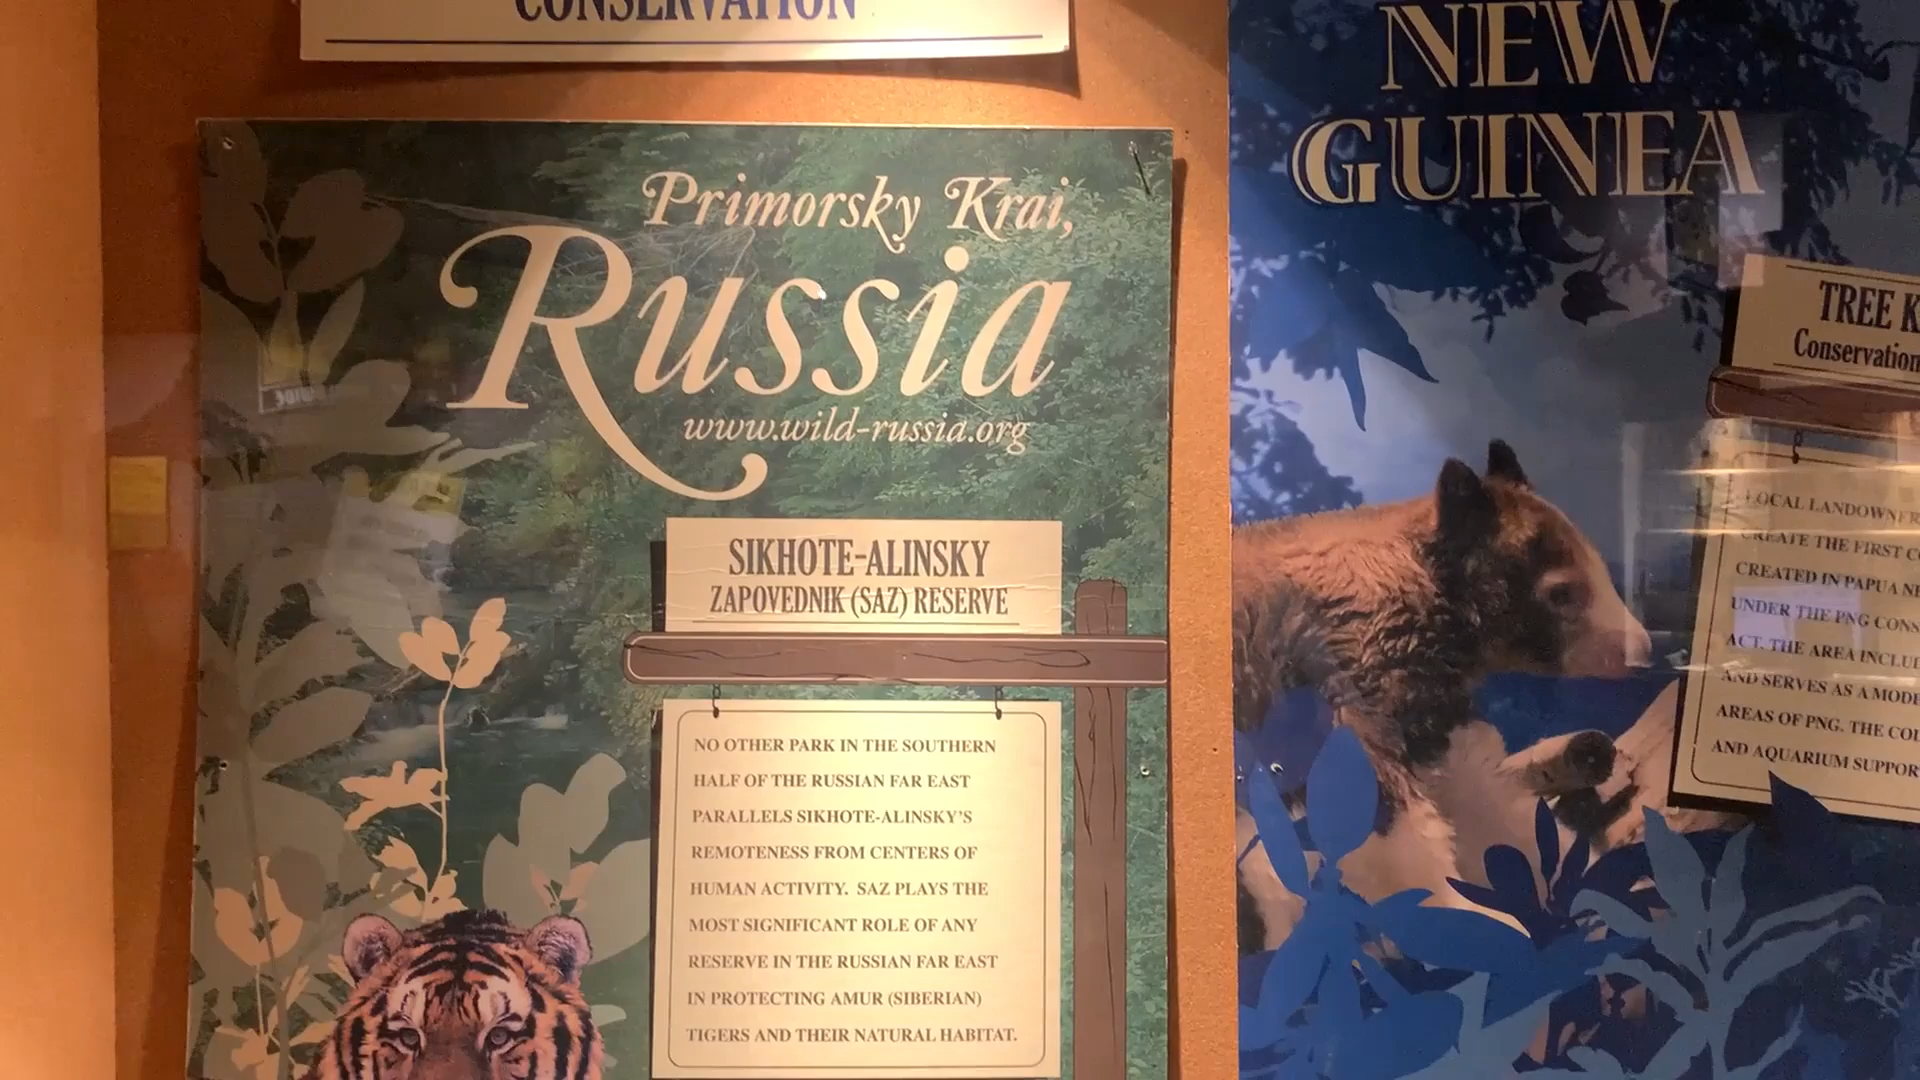 CONSERVATION
Primorsky Krai,
Russia
www.wild-russia.org
SIKHOTE-ALINSKY
ZAPOVEDNIK (SAZ) RESERVE
NO OTHER PARK IN THE SOUTHERN
HALF OF THE RUSSIAN FAR EAST
PARALLELS SIKHOTE-ALINSKY'S
REMOTENESS FROM CENTERS OF
HUMAN ACTIVITY. SAZ PLAYS THE
MOST SIGNIFICANT ROLE OF ANY
RESERVE IN THE RUSSIAN FAR EAST
IN PROTECTING AMUR (SIBERIAN)
TIGERS AND THEIR NATURAL HABITAT.
NEW
GUINEA
TREE K
Conservation
LOCAL LANDOWNER
CREATE THE FIRST CO
CREATED IN PAPUA NE
UNDER THE PNG CONS
ACT. THE AREA INCLUD
AND SERVES AS A MODE
AREAS OF PNG. THE COU
AND AQUARIUM SUPPOR